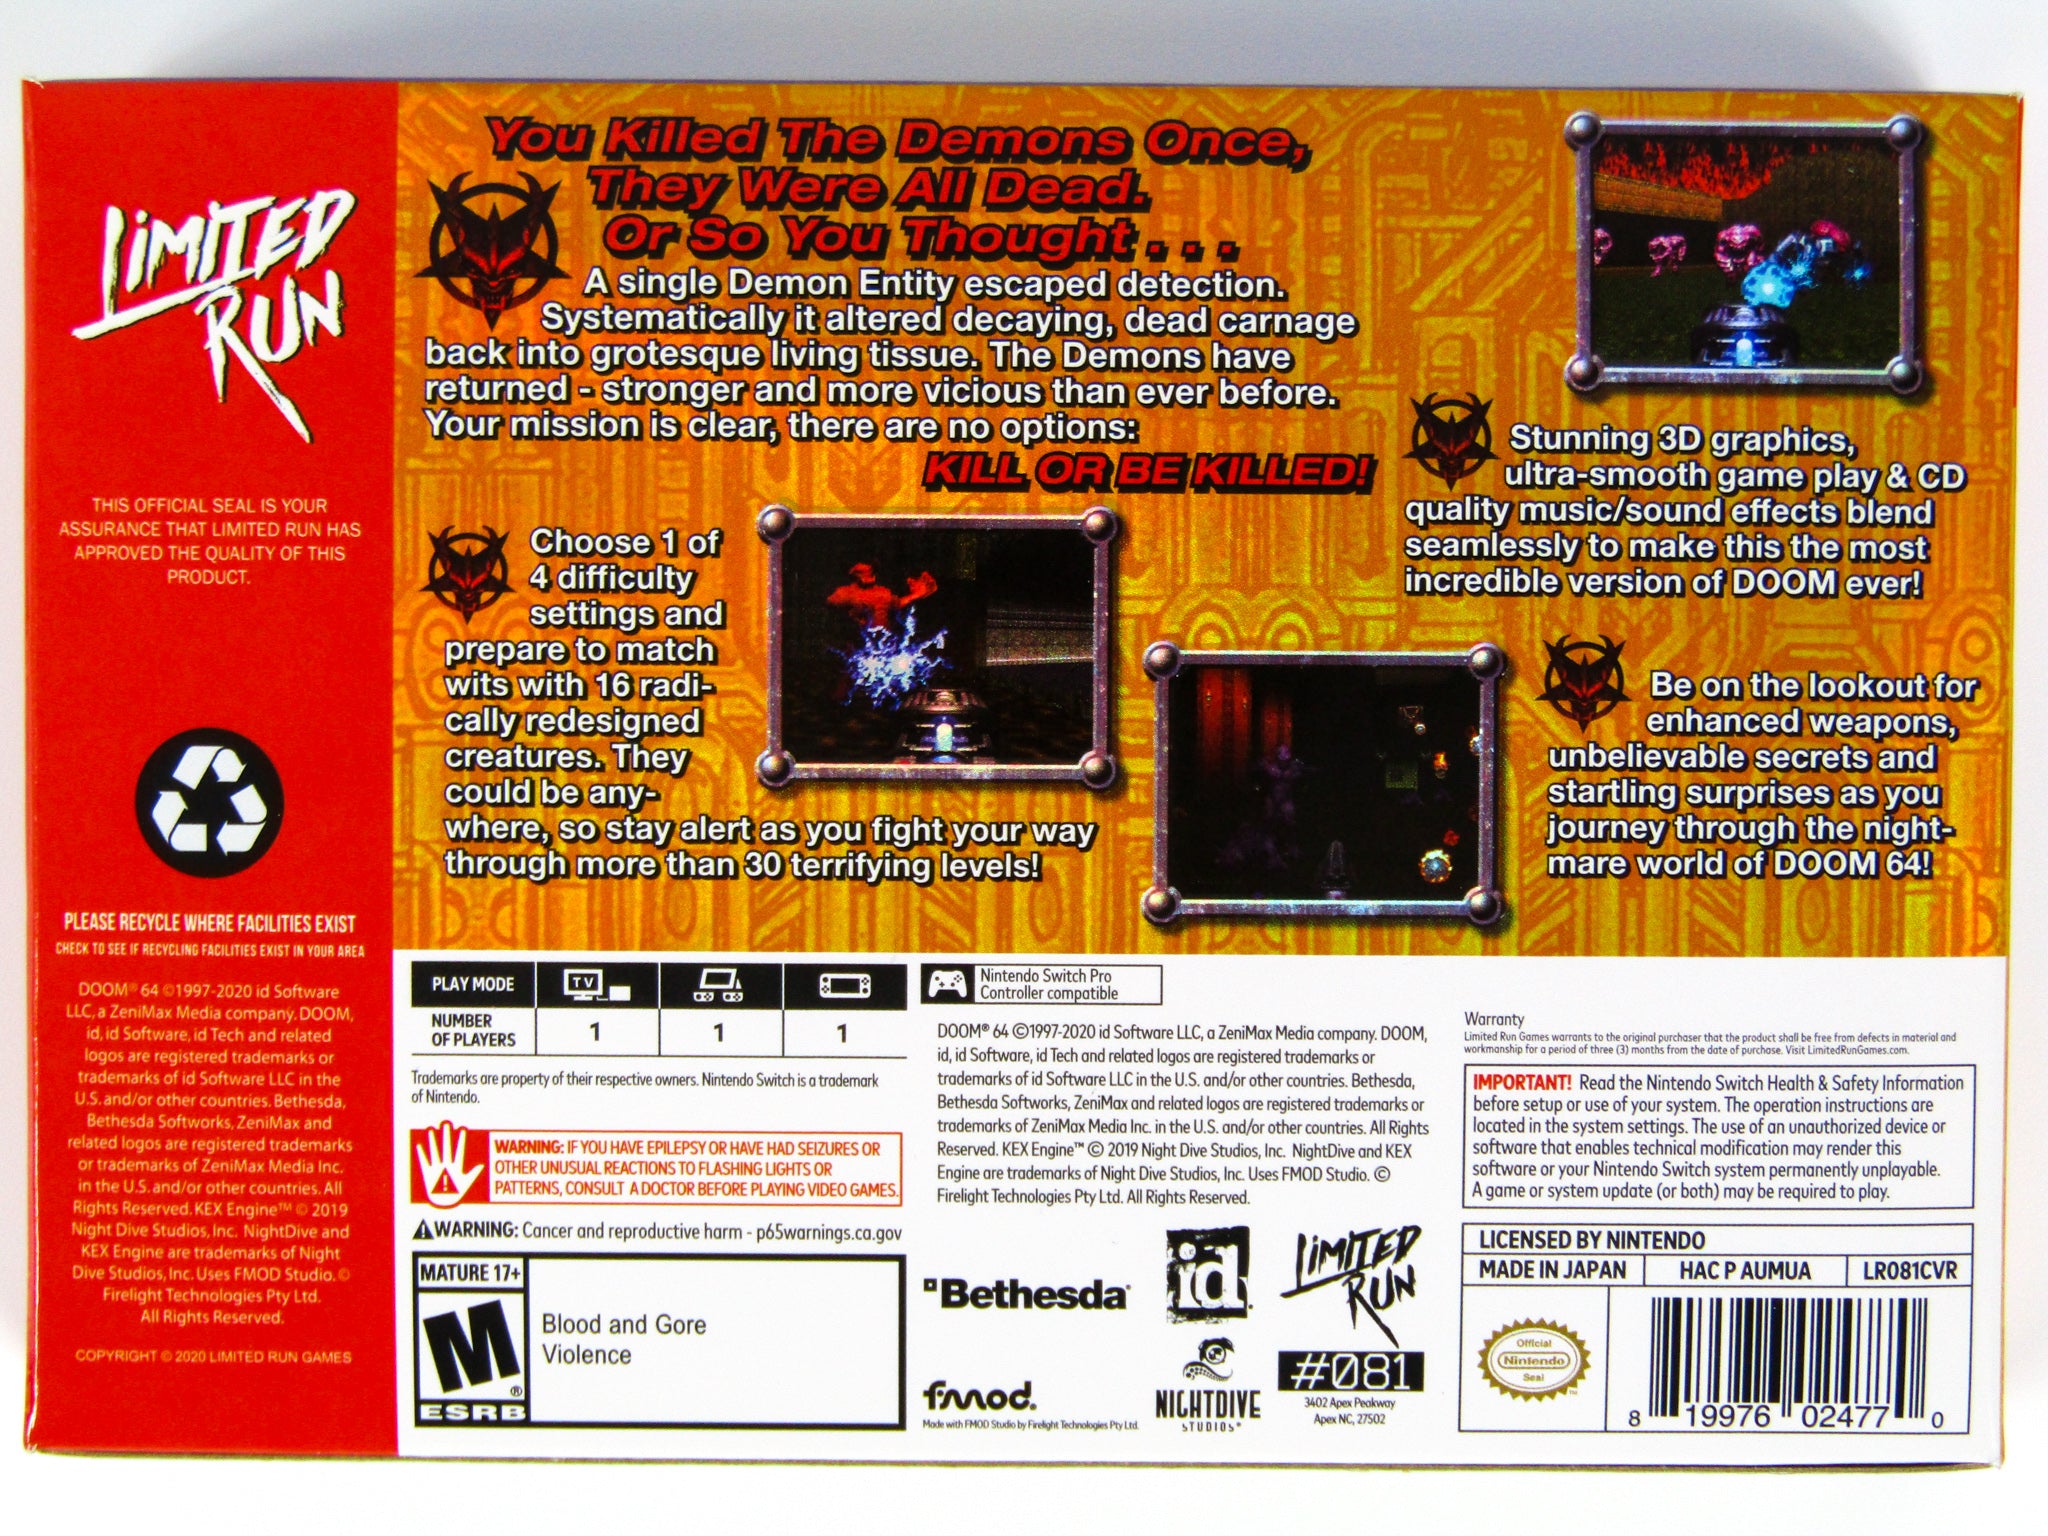 LIMITED
RUN
THIS OFFICIAL SEAL IS YOUR
ASSURANCE THAT LIMITED RUN HAS
APPROVED THE QUALITY OF THIS
PRODUCT.
PLEASE RECYCLE WHERE FACILITIES EXIST
CHECK TO SEE IF RECYCLING FACILITIES EXIST IN YOUR AREA
DOOM® 64 ©1997-2020 id Software
LLC, a ZeniMax Media company. DOOM,
id, id Software, id Tech and related
logos are registered trademarks or
trademarks of id Software LLC in the
U.S. and/or other countries. Bethesda,
Bethesda Softworks, ZeniMax and
related logos are registered trademarks
or trademarks of ZeniMax Media Inc.
in the U.S. and/or other countries. All
Rights Reserved. KEX Engine™ © 2019
Night Dive Studios, Inc. NightDive and
KEX Engine are trademarks of Night
Dive Studios, Inc. Uses FMOD Studio. ©
Firelight Technologies Pty Ltd.
All Rights Reserved.
COPYRIGHT © 2020 LIMITED RUN GAMES
You Killed The Demons Once,
They Were All Dead.
Or So You Thought . . .
A single Demon Entity escaped detection.
Systematically it altered decaying, dead carnage
back into grotesque living tissue. The Demons have
returned - stronger and more vicious than ever before.
Your mission is clear, there are no options:
KILL OR BE KILLED!
Choose 1 of
4 difficulty
settings and
prepare to match
wits with 16 radi-
cally redesigned
creatures. They
could be any-
where, so stay alert as you fight your way
through more than 30 terrifying levels!
Stunning 3D graphics,
ultra-smooth game play & CD
quality music/sound effects blend
seamlessly to make this the most
incredible version of DOOM ever!
Be on the lookout for
enhanced weapons,
unbelievable secrets and
startling surprises as you
journey through the night-
mare world of DOOM 64!
PLAY MODE TV
NUMBER
OF PLAYERS 1 1 1
Trademarks are property of their respective owners. Nintendo Switch is a trademark
of Nintendo.
WARNING: IF YOU HAVE EPILEPSY OR HAVE HAD SEIZURES OR
OTHER UNUSUAL REACTIONS TO FLASHING LIGHTS OR
PATTERNS, CONSULT A DOCTOR BEFORE PLAYING VIDEO GAMES.
WARNING: Cancer and reproductive harm - p65warnings.ca.gov
MATURE 17+
M®
ESRB
Blood and Gore
Violence
Nintendo Switch Pro
Controller compatible
DOOM® 64 ©1997-2020 id Software LLC, a ZeniMax Media company. DOOM,
id, id Software, id Tech and related logos are registered trademarks or
trademarks of id Software LLC in the U.S. and/or other countries. Bethesda,
Bethesda Softworks, ZeniMax and related logos are registered trademarks or
trademarks of ZeniMax Media Inc. in the U.S. and/or other countries. All Rights
Reserved. KEX Engine™ © 2019 Night Dive Studios, Inc. NightDive and KEX
Engine are trademarks of Night Dive Studios, Inc. Uses FMOD Studio. ©
Firelight Technologies Pty Ltd. All Rights Reserved.
Bethesda®
id
LIMITED
RUN
#081
3402 Apex Peakway
Apex NC, 27502
fmod.
Made with FMOD Studio by Firelight Technologies Pty Ltd.
NIGHTDIVE
STUDIOS®
Warranty
Limited Run Games warrants to the original purchaser that the product shall be free from defects in material and
workmanship for a period of three (3) months from the date of purchase. Visit LimitedRunGames.com.
IMPORTANT! Read the Nintendo Switch Health & Safety Information
before setup or use of your system. The operation instructions are
located in the system settings. The use of an unauthorized device or
software that enables technical modification may render this
software or your Nintendo Switch system permanently unplayable.
A game or system update (or both) may be required to play.
LICENSED BY NINTENDO
MADE IN JAPAN HAC P AUMUA LR081CVR
Official
Nintendo
Seal
™
8 19976 02477 0